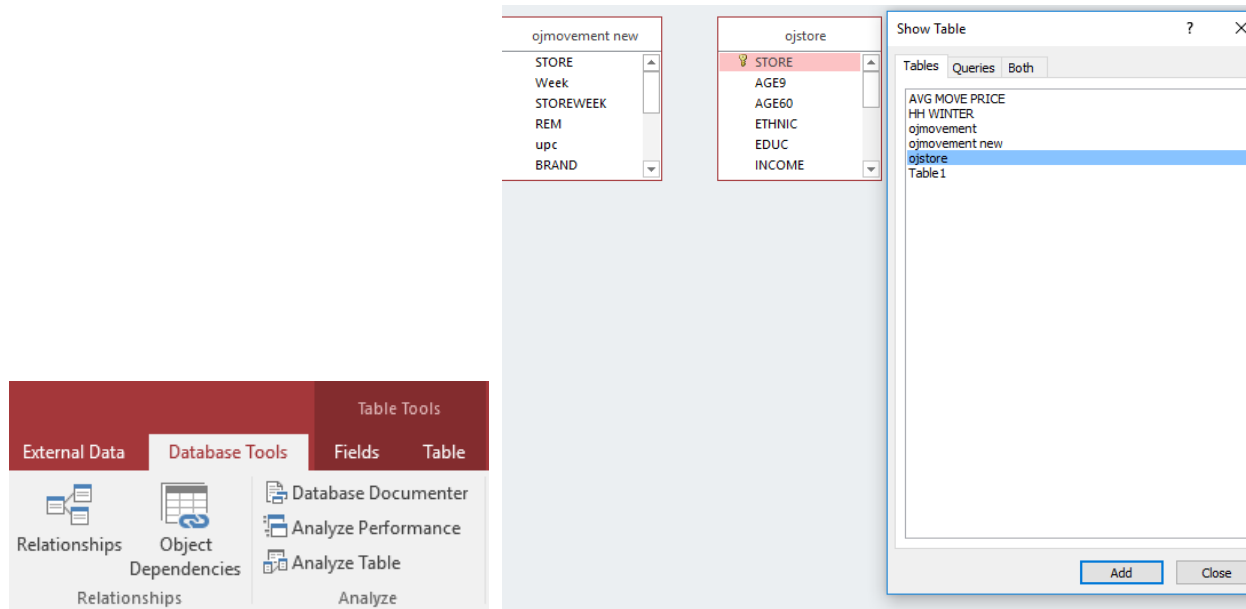 ojmovement new
STORE
Week
STOREWEEK
REM
upc
BRAND
ojstore
STORE
AGE9
AGE60
ETHNIC
EDUC
INCOME
Show Table ? X
Tables Queries Both
AVG MOVE PRICE
HH WINTER
ojmovement
ojmovement new
ojstore
Table1
Add Close
Table Tools
External Data Database Tools Fields Table
Relationships
Object Dependencies
Database Documenter
Analyze Performance
Analyze Table
Relationships Analyze